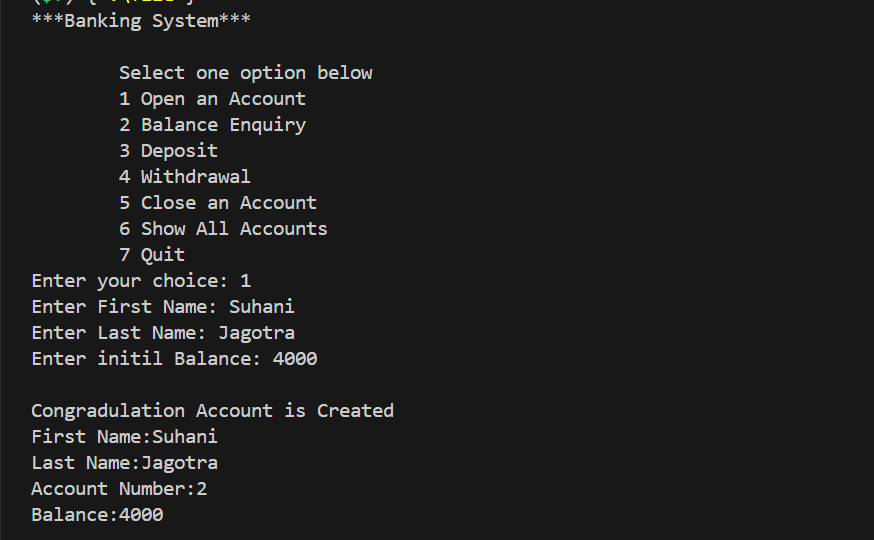 ***Banking System***
Select one option below
1 Open an Account
2 Balance Enquiry
3 Deposit
4 Withdrawal
5 Close an Account
6 Show All Accounts
7 Quit
Enter your choice: 1
Enter First Name: Suhani
Enter Last Name: Jagotra
Enter initil Balance: 4000
Congradulation Account is Created
First Name:Suhani
Last Name:Jagotra
Account Number:2
Balance:4000